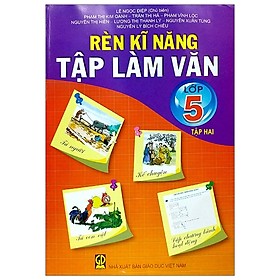 LÊ NGỌC ĐIỆP (Chủ biên)
PHẠM THỊ KIM OANH - TRẦN THỊ HÀ - PHẠM VĨNH LỘC
NGUYỄN THỊ HIỀN - LƯƠNG THỊ THANH LÝ - NGUYỄN XUÂN TÙNG
NGUYỄN LÝ BÍCH CHIÊU
RÈN KĨ NĂNG
TẬP LÀM VĂN
LỚP
5
TẬP HAI
Tả người
Kể chuyện
Tả con vật
Lập chương trình
hoạt động
NHÀ XUẤT BẢN GIÁO DỤC VIỆT NAM